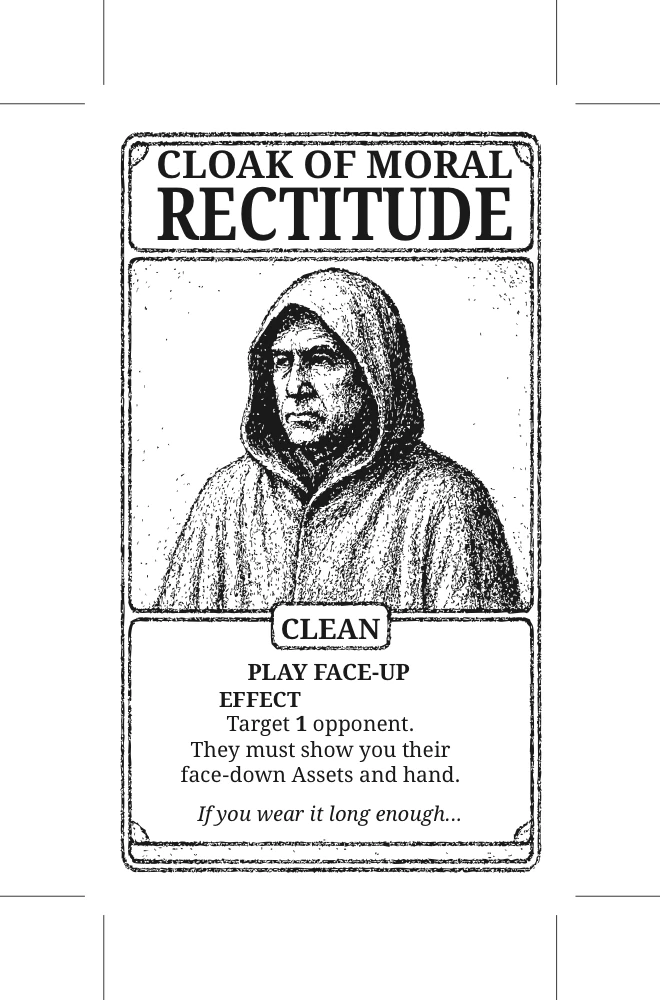 CLOAK OF MORAL
RECTITUDE
CLEAN
PLAY FACE-UP
EFFECT
Target 1 opponent.
They must show you their
face-down Assets and hand.
If you wear it long enough...